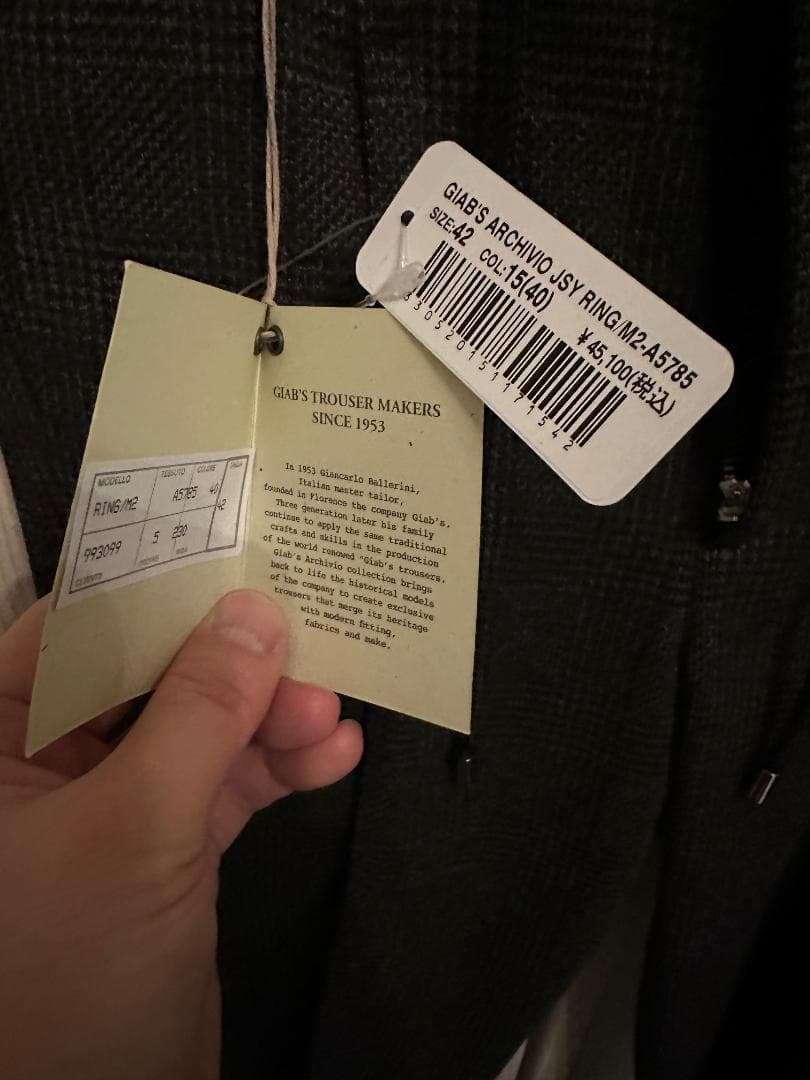 GIAB'S ARCHIVIO JSY RING/M2-A5785
SIZE:42 COL:15(40)
¥45,100(税込)
330520151171542
GIAB'S TROUSER MAKERS
SINCE 1953
In 1953 Giancarlo Ballerini,
Italian master tailor,
founded in Florence the company Giab's.
Three generation later his family
continue to apply the same traditional
crafts and skills in the production
of the world renowned "Giab's trousers.
Giab's Archivio collection brings
back to life the historical models
of the company to create exclusive
trousers that merge its heritage
with modern fitting,
fabrics and make.
MODELLO TESSUTO COLORE
RING/M2 A5785 40 42
993099 5 230
CLIENTE